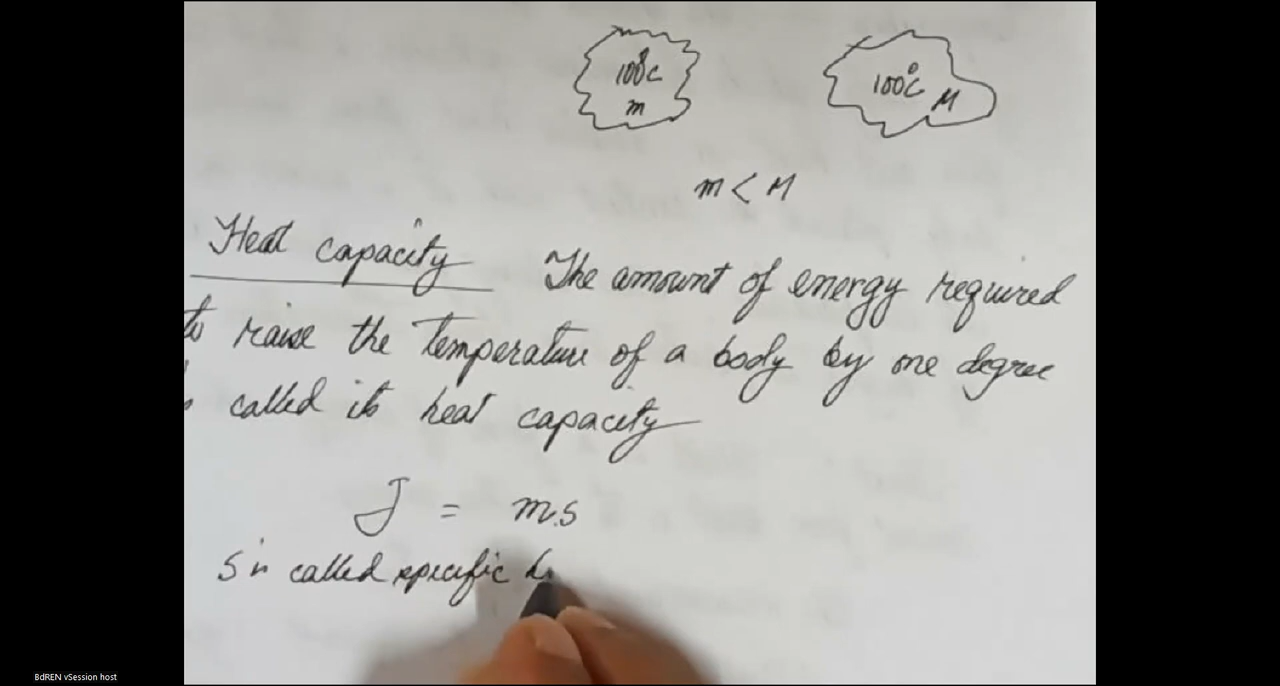 100°C
m
100°C M
m < M
Heat capacity The amount of energy required
to raise the temperature of a body by one degree
called its heat capacity
J = m.s
S is called specific
BdREN vSession host